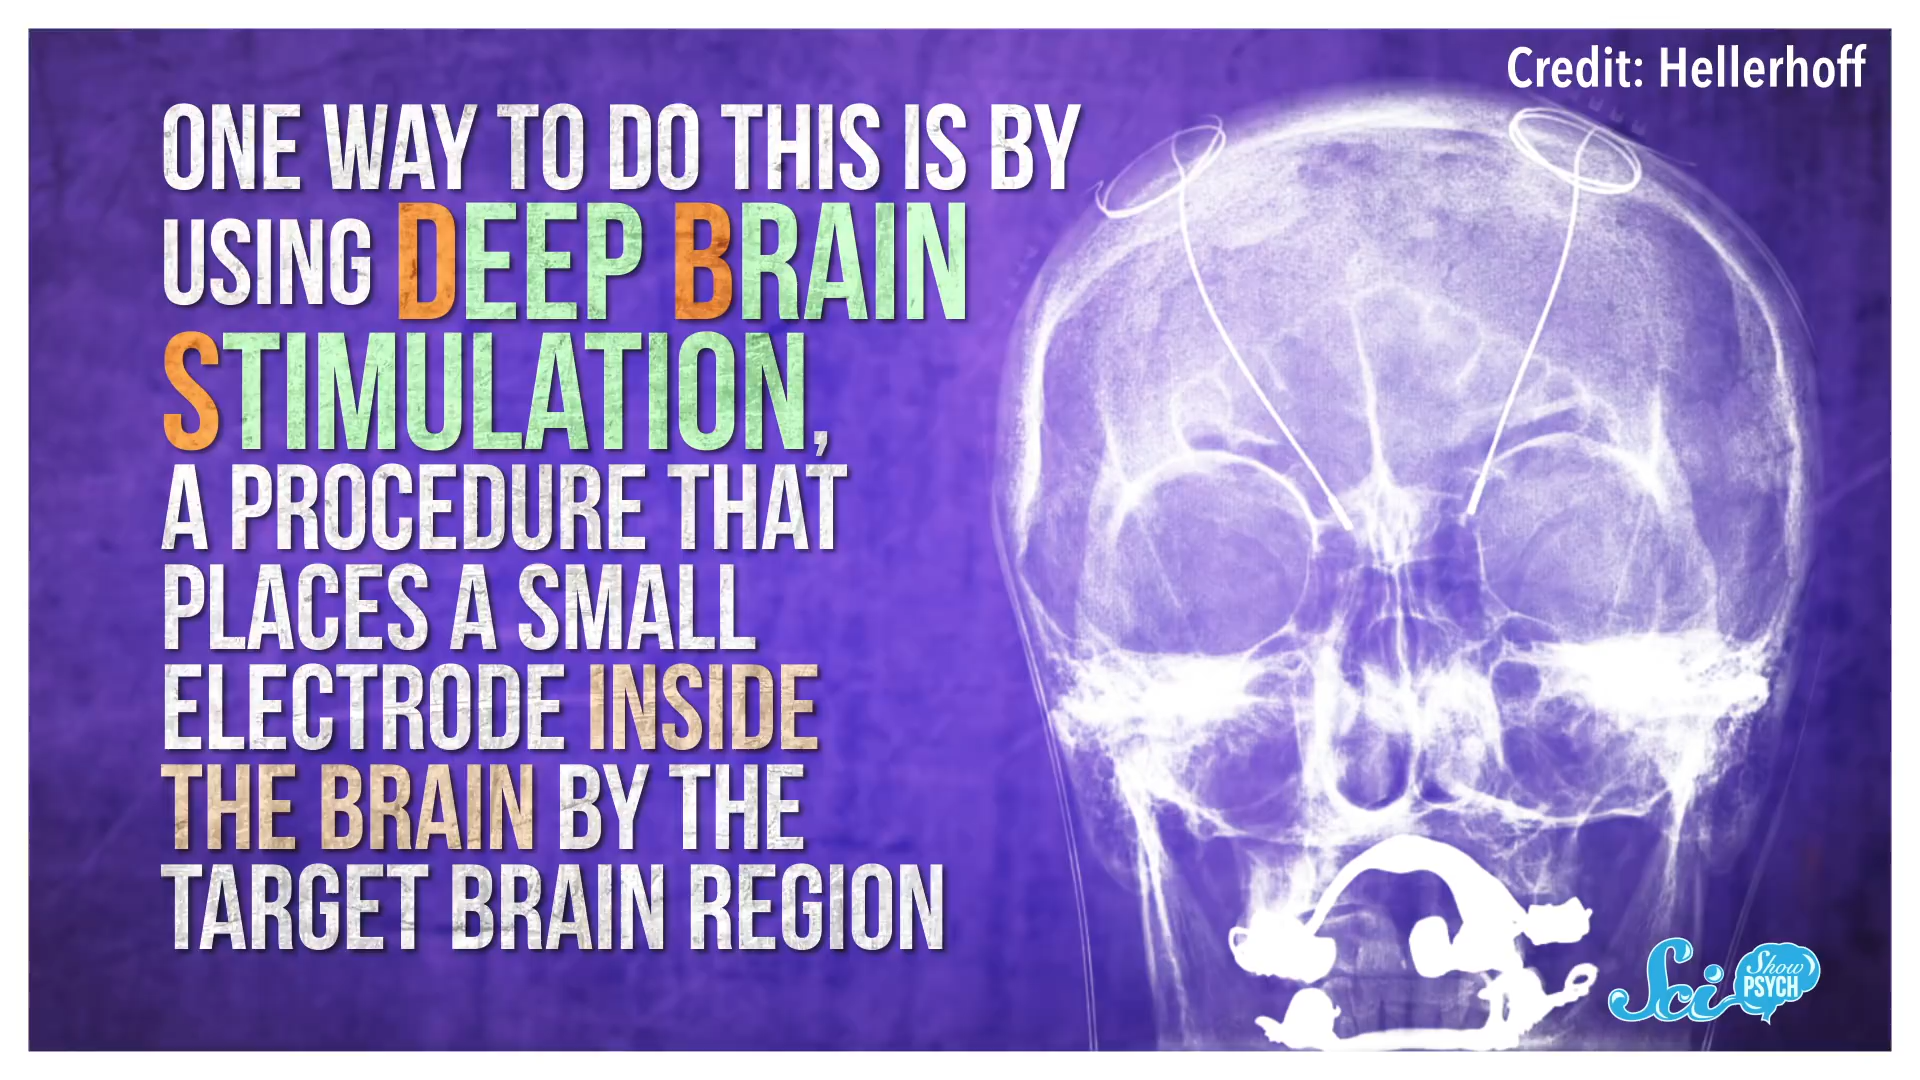 Credit: Hellerhoff
ONE WAY TO DO THIS IS BY
USING DEEP BRAIN
STIMULATION,
A PROCEDURE THAT
PLACES A SMALL
ELECTRODE INSIDE
THE BRAIN BY THE
TARGET BRAIN REGION
Sci Show
PSYCH